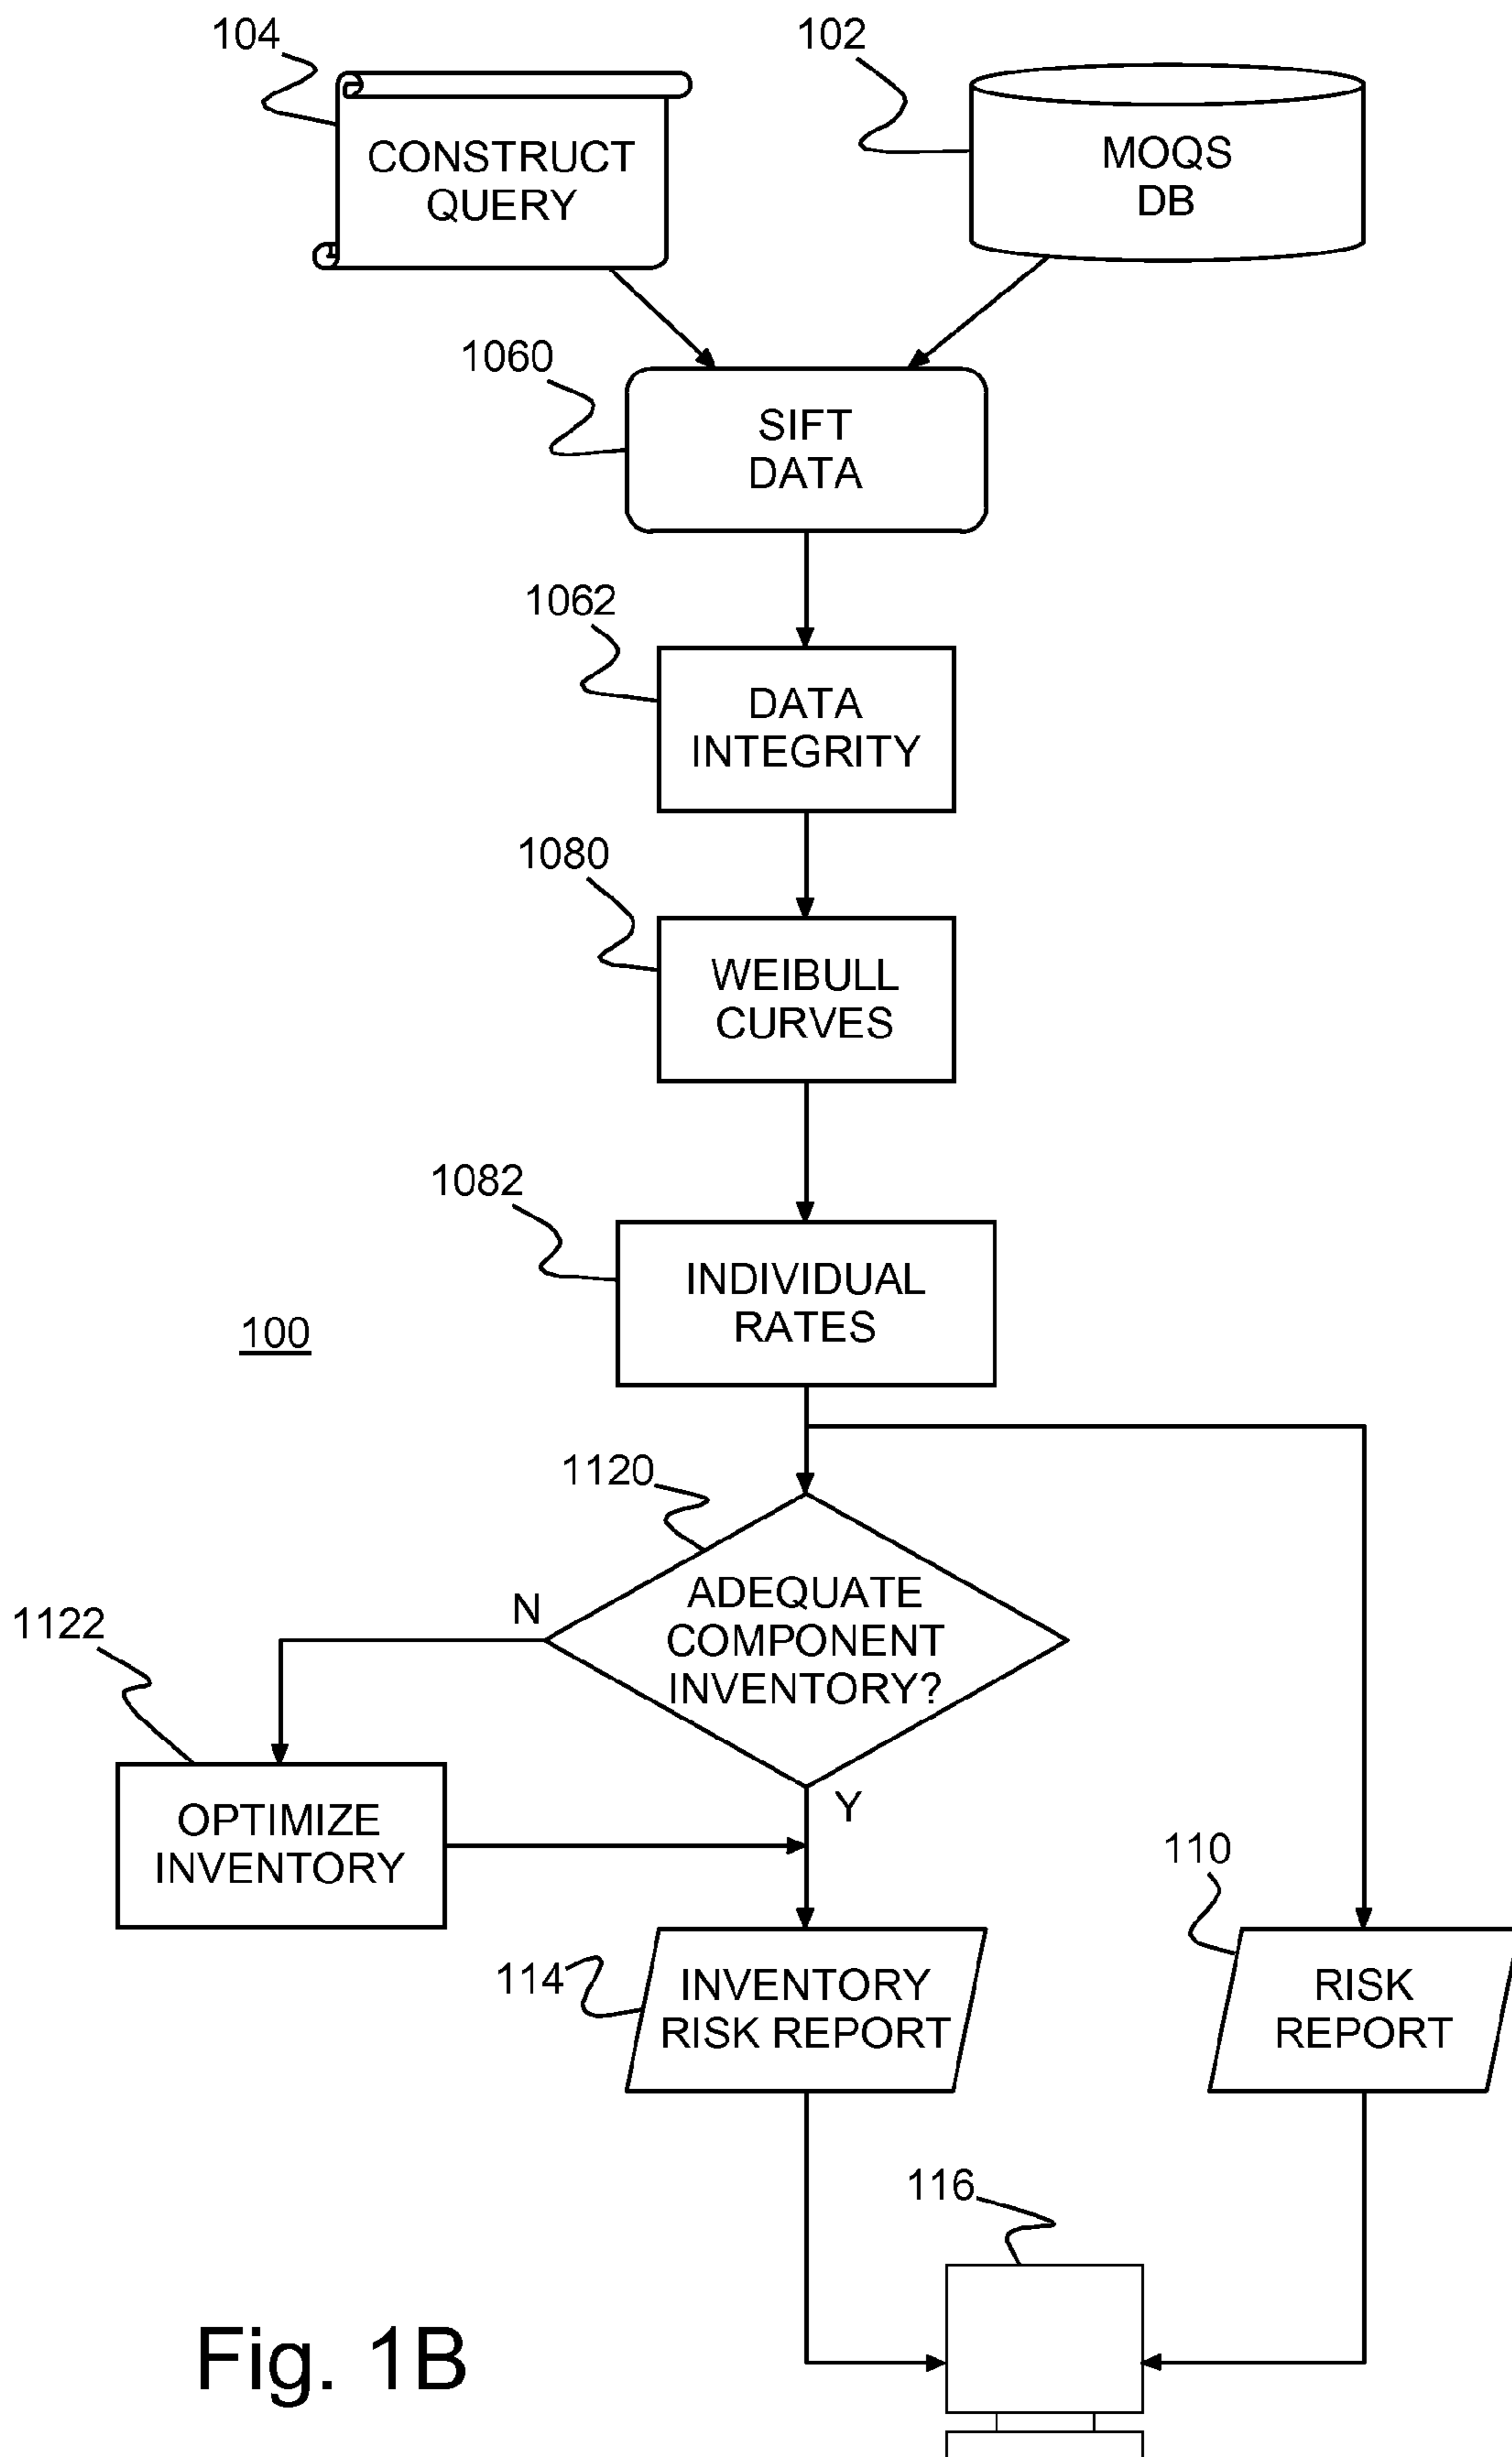 104
102
CONSTRUCT
QUERY
MOQS
DB
1060
SIFT
DATA
1062
DATA
INTEGRITY
1080
WEIBULL
CURVES
1082
INDIVIDUAL
RATES
100
1120
ADEQUATE
COMPONENT
INVENTORY?
N
1122
Y
OPTIMIZE
INVENTORY
110
114
INVENTORY
RISK REPORT
RISK
REPORT
116
Fig. 1B